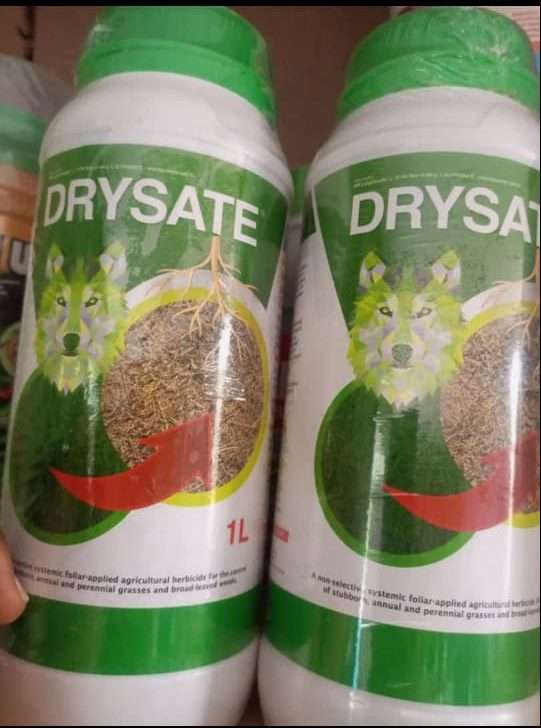 DRYSATE
1L
systemic foliar-applied agricultural herbicide for the control
annual and perennial grasses and broad-leaved weeds.
DRYSAT
A non-selective systemic foliar-applied agricultural herbicide
of stubborn, annual and perennial grasses and broad-